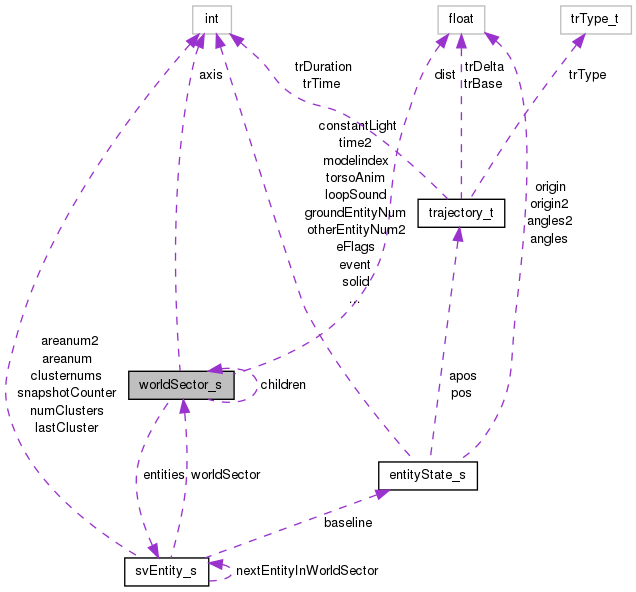 int
float
trType_t
axis
trDuration
trTime
dist
trDelta
trBase
trType
constantLight
time2
modelindex
torsoAnim
loopSound
groundEntityNum
otherEntityNum2
eFlags
event
solid
...
trajectory_t
origin
origin2
angles2
angles
areanum2
areanum
clusternums
snapshotCounter
numClusters
lastCluster
worldSector_s
children
apos
pos
entities
worldSector
entityState_s
baseline
svEntity_s
nextEntityInWorldSector